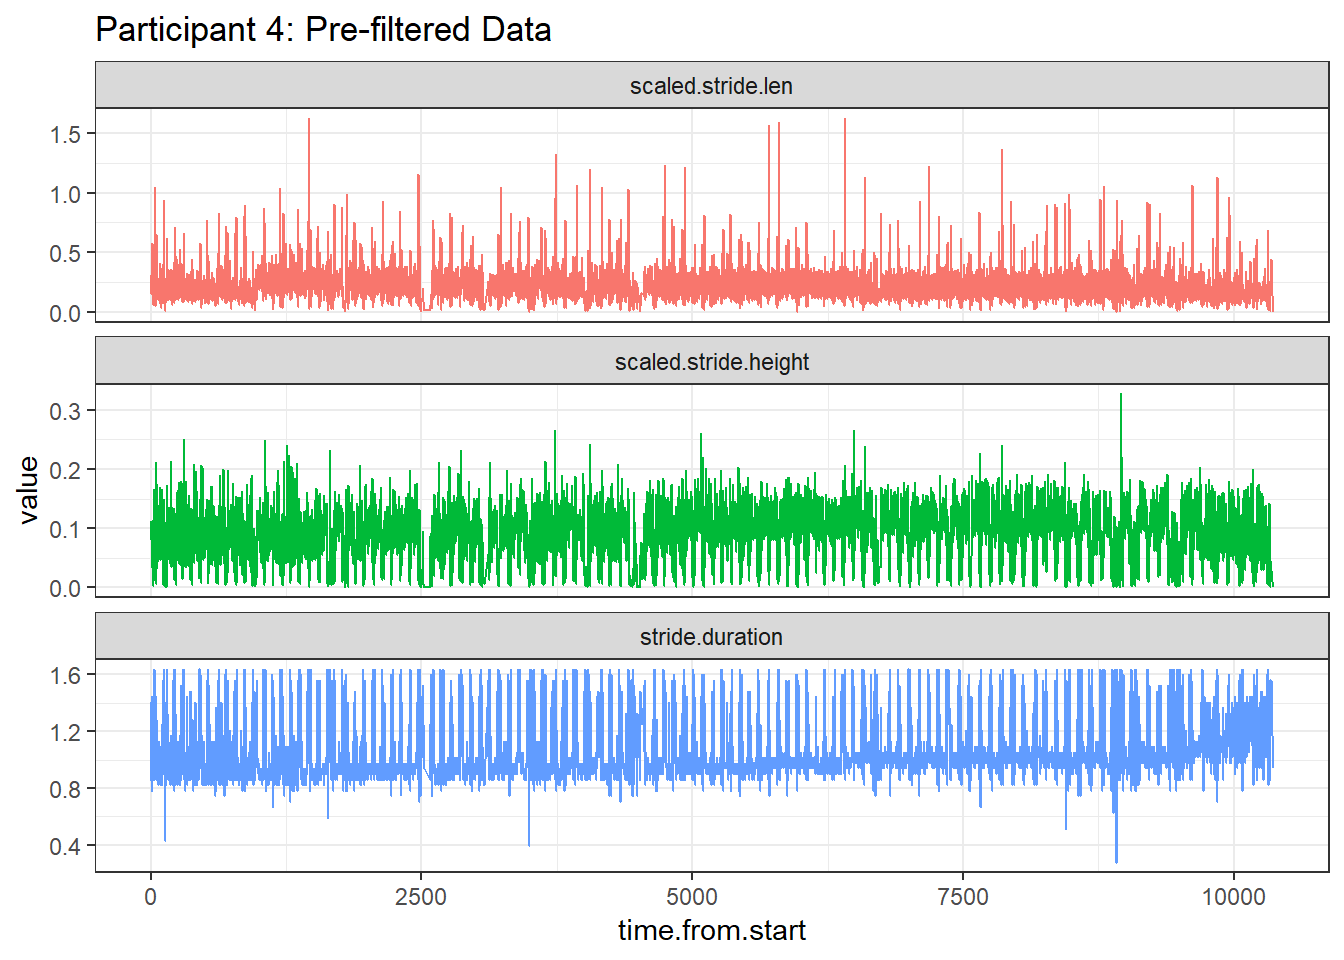 Participant 4: Pre-filtered Data
scaled.stride.len
1.5
1.0
0.5
0.0
scaled.stride.height
0.3
0.2
0.1
0.0
value
stride.duration
1.6
1.2
0.8
0.4
0 2500 5000 7500 10000
time.from.start